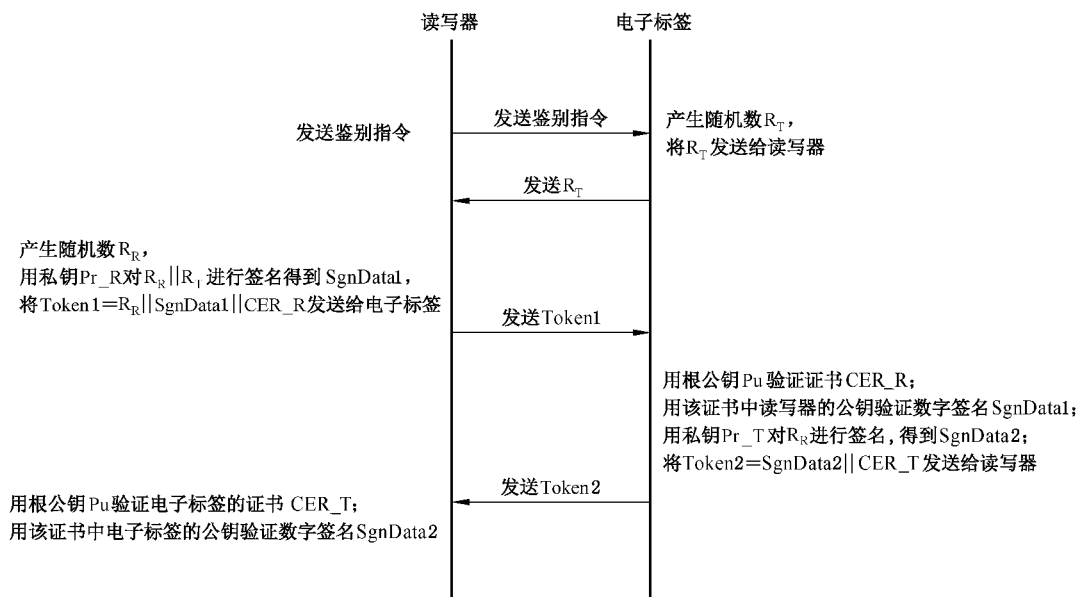 读写器
电子标签
发送鉴别指令
发送鉴别指令
产生随机数R_T，
将R_T发送给读写器
发送R_T
产生随机数R_R，
用私钥Pr_R对R_R||R_T进行签名得到SgnData1，
将Token1=R_R||SgnData1||CER_R发送给电子标签
发送Token1
用根公钥Pu验证证书CER_R；
用该证书中读写器的公钥验证数字签名SgnData1；
用私钥Pr_T对R_R进行签名，得到SgnData2；
将Token2=SgnData2||CER_T发送给读写器
发送Token2
用根公钥Pu验证电子标签的证书CER_T；
用该证书中电子标签的公钥验证数字签名SgnData2